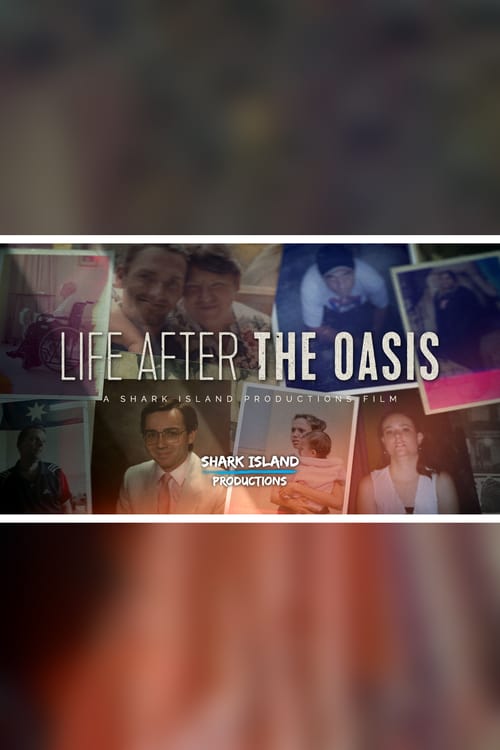 LIFE AFTER THE OASIS
A SHARK ISLAND PRODUCTIONS FILM
SHARK ISLAND
PRODUCTIONS